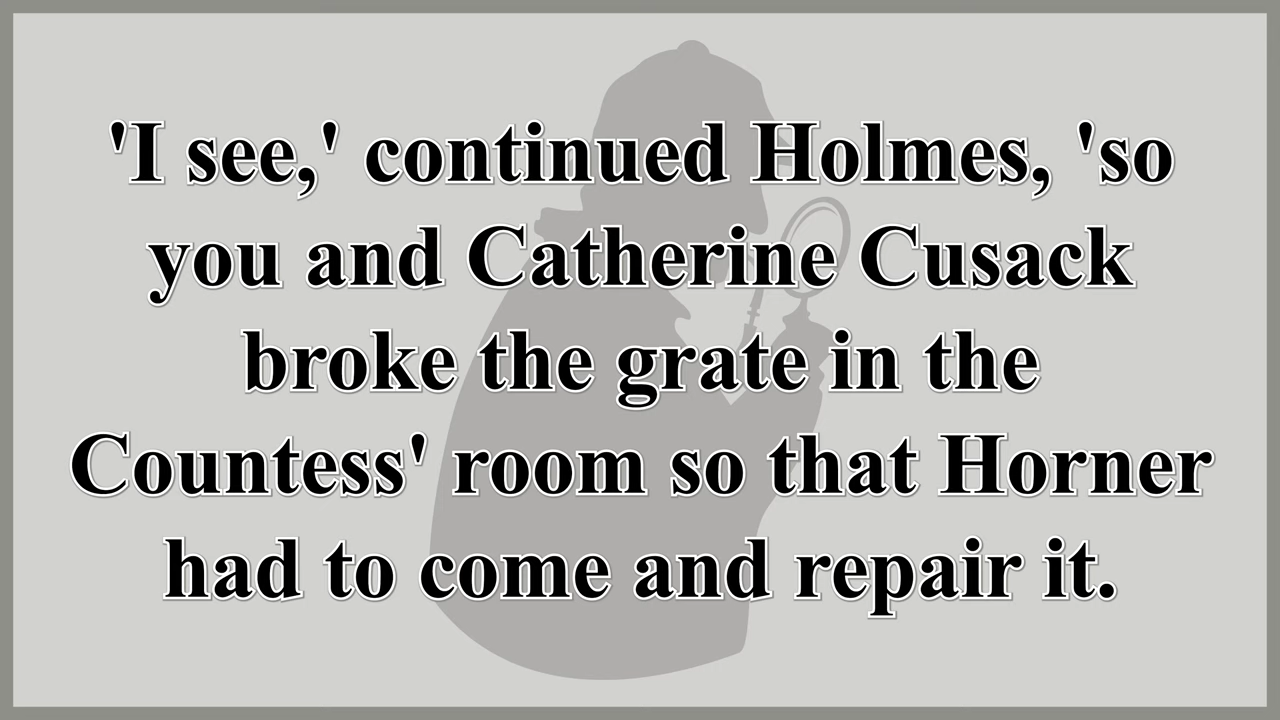 'I see,' continued Holmes, 'so
you and Catherine Cusack
broke the grate in the
Countess' room so that Horner
had to come and repair it.